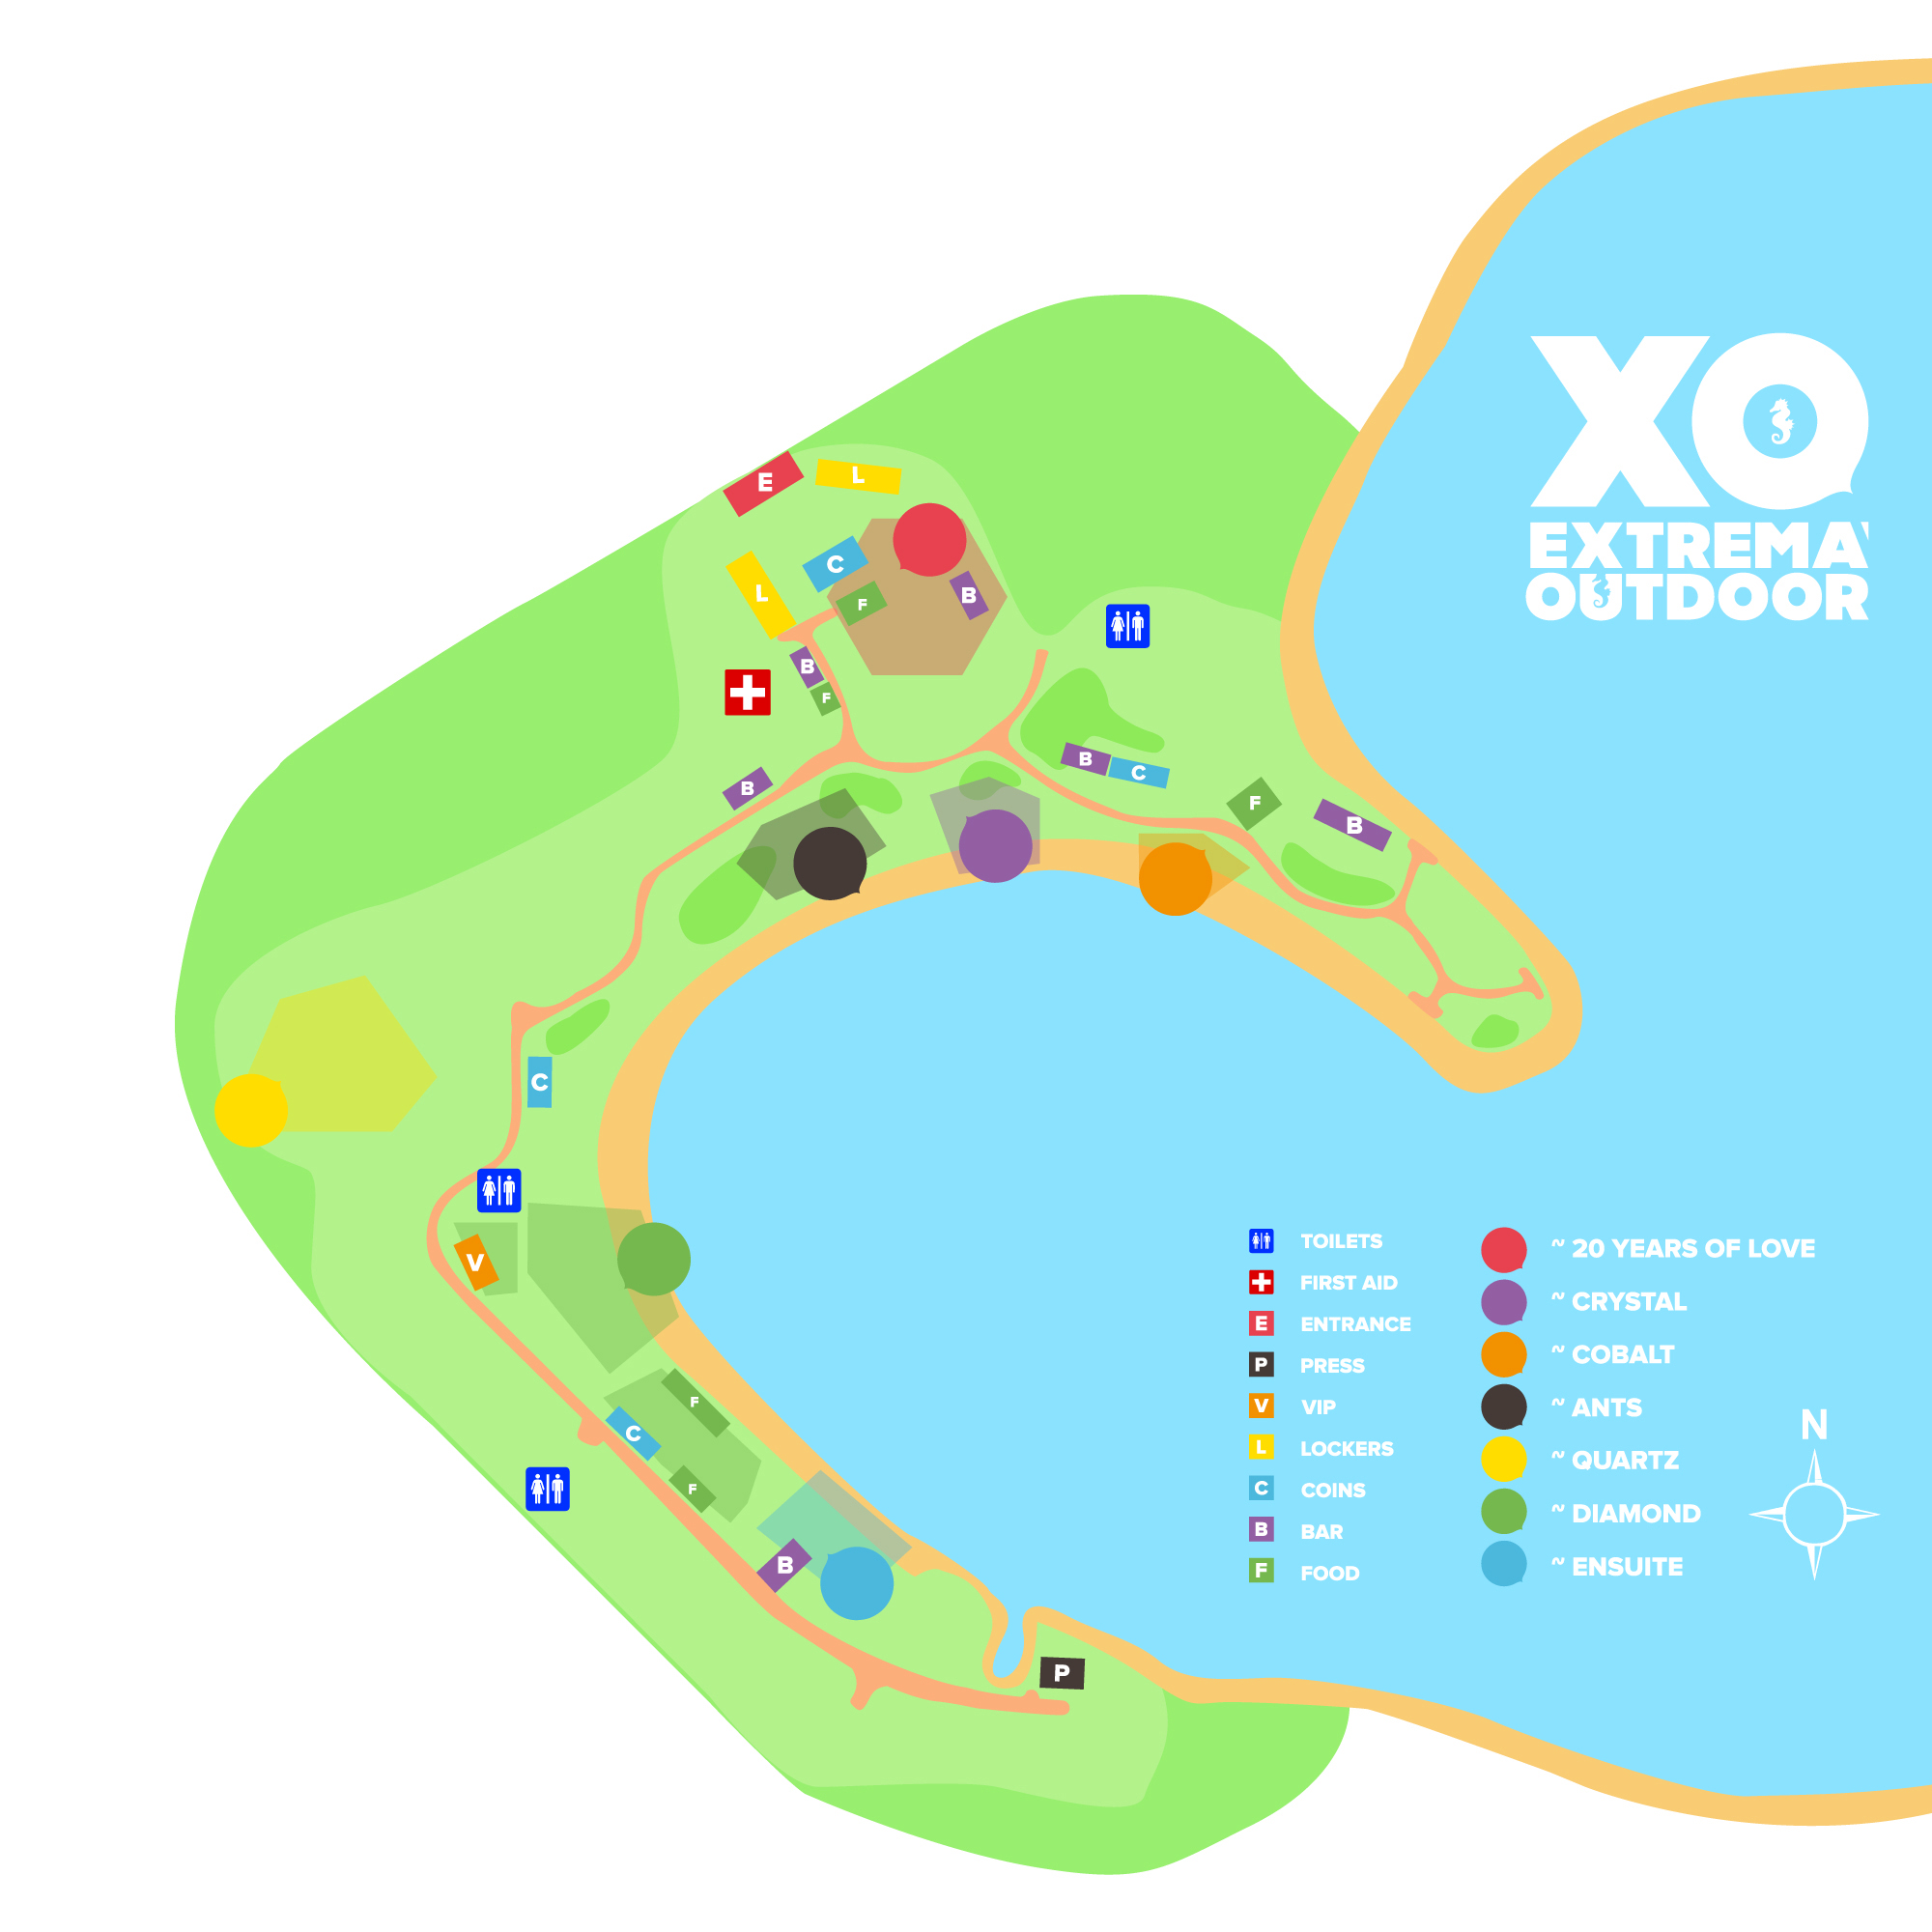 XO
EXTREMA
OUTDOOR
E
L
C
L
F
B
B
F
B
B
C
F
B
C
V
F
C
F
B
P
TOILETS
FIRST AID
E ENTRANCE
P PRESS
V VIP
L LOCKERS
C COINS
B BAR
F FOOD
~ 20 YEARS OF LOVE
~ CRYSTAL
~ COBALT
~ ANTS
~ QUARTZ
~ DIAMOND
~ ENSUITE
N